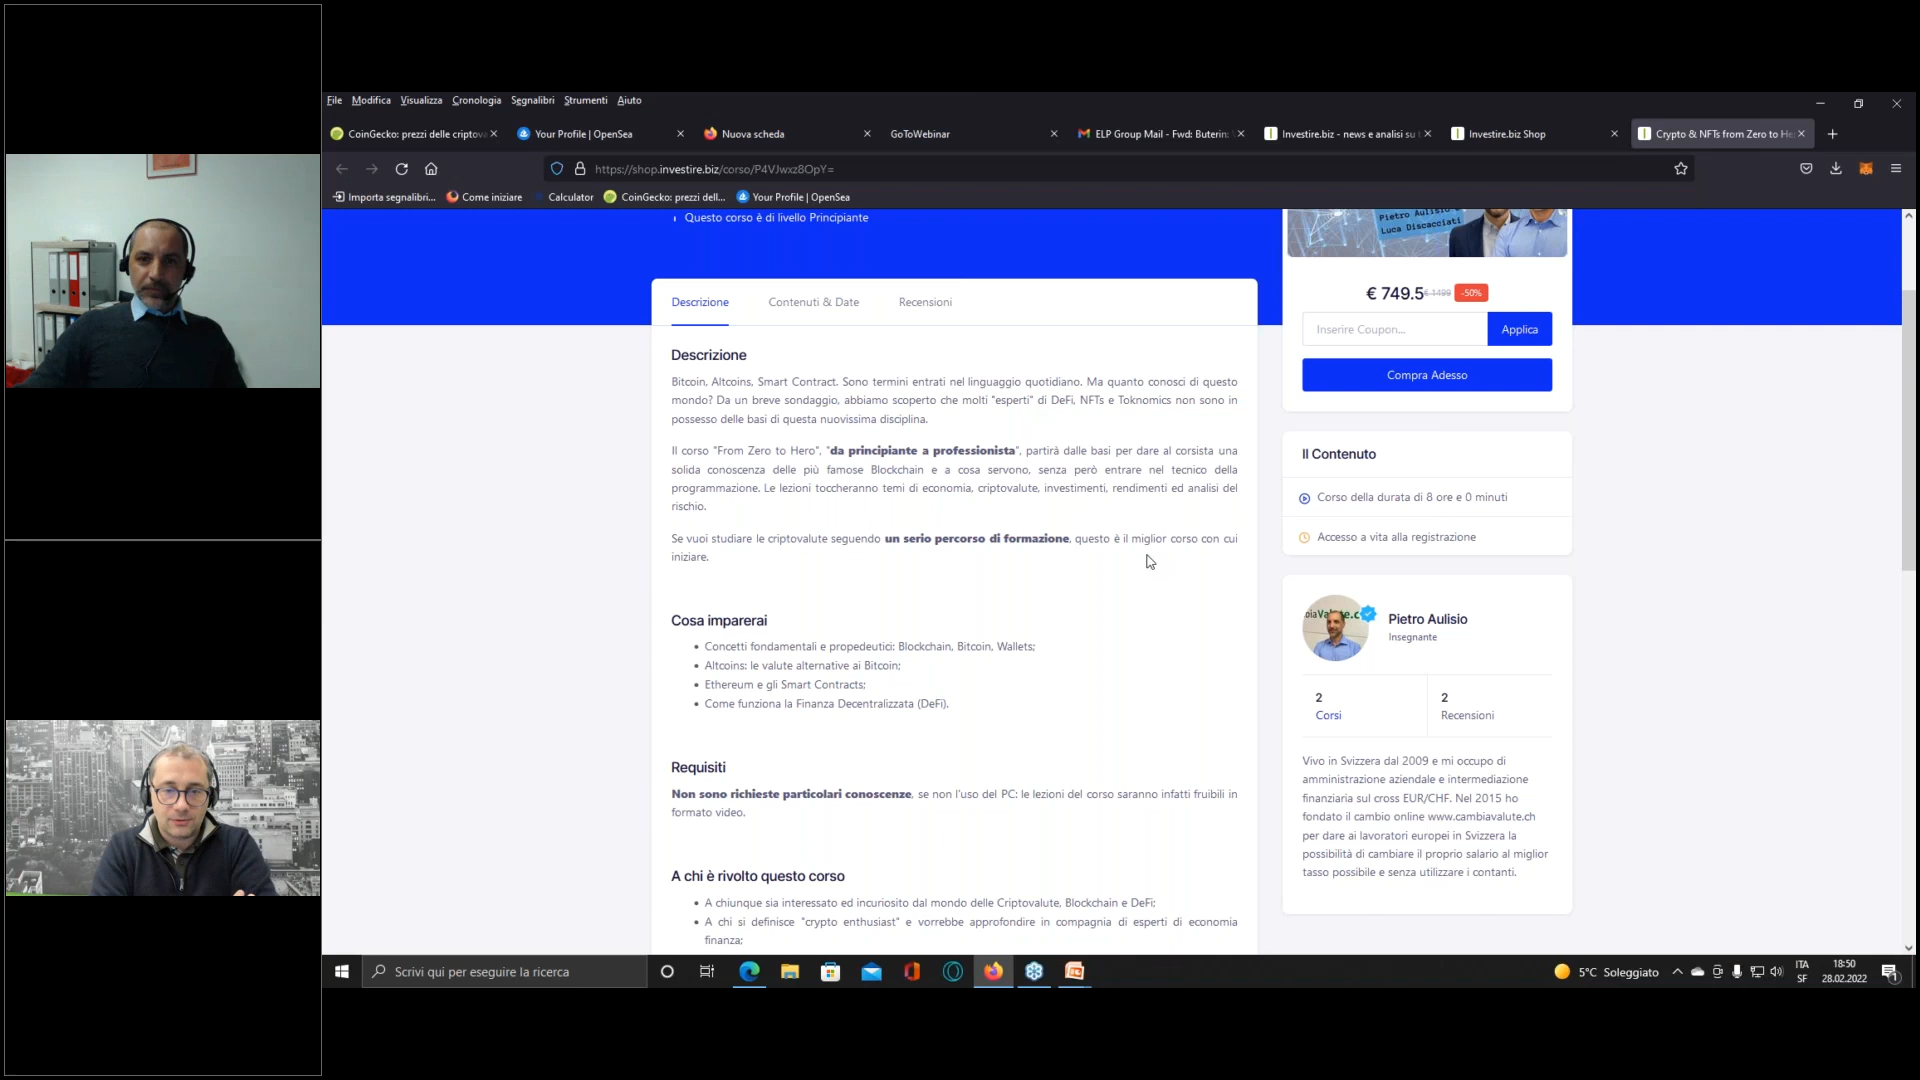 File Modifica Visualizza Cronologia Segnalibri Strumenti Aiuto
CoinGecko: prezzi delle criptova
Your Profile | OpenSea
Nuova scheda
GoToWebinar
ELP Group Mail - Fwd: Buterin:
Investire.biz - news e analisi su
Investire.biz Shop
Crypto & NFTs from Zero to He
https://shop.investire.biz/corso/P4VJwxz8OpY=
Importa segnalibri... Come iniziare Calculator CoinGecko: prezzi dell... Your Profile | OpenSea
Questo corso è di livello Principiante
Pietro Aulisio
Luca Discacciati
Descrizione Contenuti & Date Recensioni
Descrizione
Bitcoin, Altcoins, Smart Contract. Sono termini entrati nel linguaggio quotidiano. Ma quanto conosci di questo
mondo? Da un breve sondaggio, abbiamo scoperto che molti "esperti" di DeFi, NFTs e Toknomics non sono in
possesso delle basi di questa nuovissima disciplina.
Il corso "From Zero to Hero", "da principiante a professionista", partirà dalle basi per dare al corsista una
solida conoscenza delle più famose Blockchain e a cosa servono, senza però entrare nel tecnico della
programmazione. Le lezioni toccheranno temi di economia, criptovalute, investimenti, rendimenti ed analisi del
rischio.
Se vuoi studiare le criptovalute seguendo un serio percorso di formazione, questo è il miglior corso con cui
iniziare.
Cosa imparerai
• Concetti fondamentali e propedeutici: Blockchain, Bitcoin, Wallets;
• Altcoins: le valute alternative ai Bitcoin;
• Ethereum e gli Smart Contracts;
• Come funziona la Finanza Decentralizzata (DeFi).
Requisiti
Non sono richieste particolari conoscenze, se non l'uso del PC: le lezioni del corso saranno infatti fruibili in
formato video.
A chi è rivolto questo corso
• A chiunque sia interessato ed incuriosito dal mondo delle Criptovalute, Blockchain e DeFi;
• A chi si definisce "crypto enthusiast" e vorrebbe approfondire in compagnia di esperti di economia
finanza;
€ 749.5 € 1499 -50%
Inserire Coupon... Applica
Compra Adesso
Il Contenuto
Corso della durata di 8 ore e 0 minuti
Accesso a vita alla registrazione
Pietro Aulisio
Insegnante
2 2
Corsi Recensioni
Vivo in Svizzera dal 2009 e mi occupo di
amministrazione aziendale e intermediazione
finanziaria sul cross EUR/CHF. Nel 2015 ho
fondato il cambio online www.cambiavalute.ch
per dare ai lavoratori europei in Svizzera la
possibilità di cambiare il proprio salario al miglior
tasso possibile e senza utilizzare i contanti.
Scrivi qui per eseguire la ricerca
5°C Soleggiato
ITA
SF
18:50
28.02.2022
1